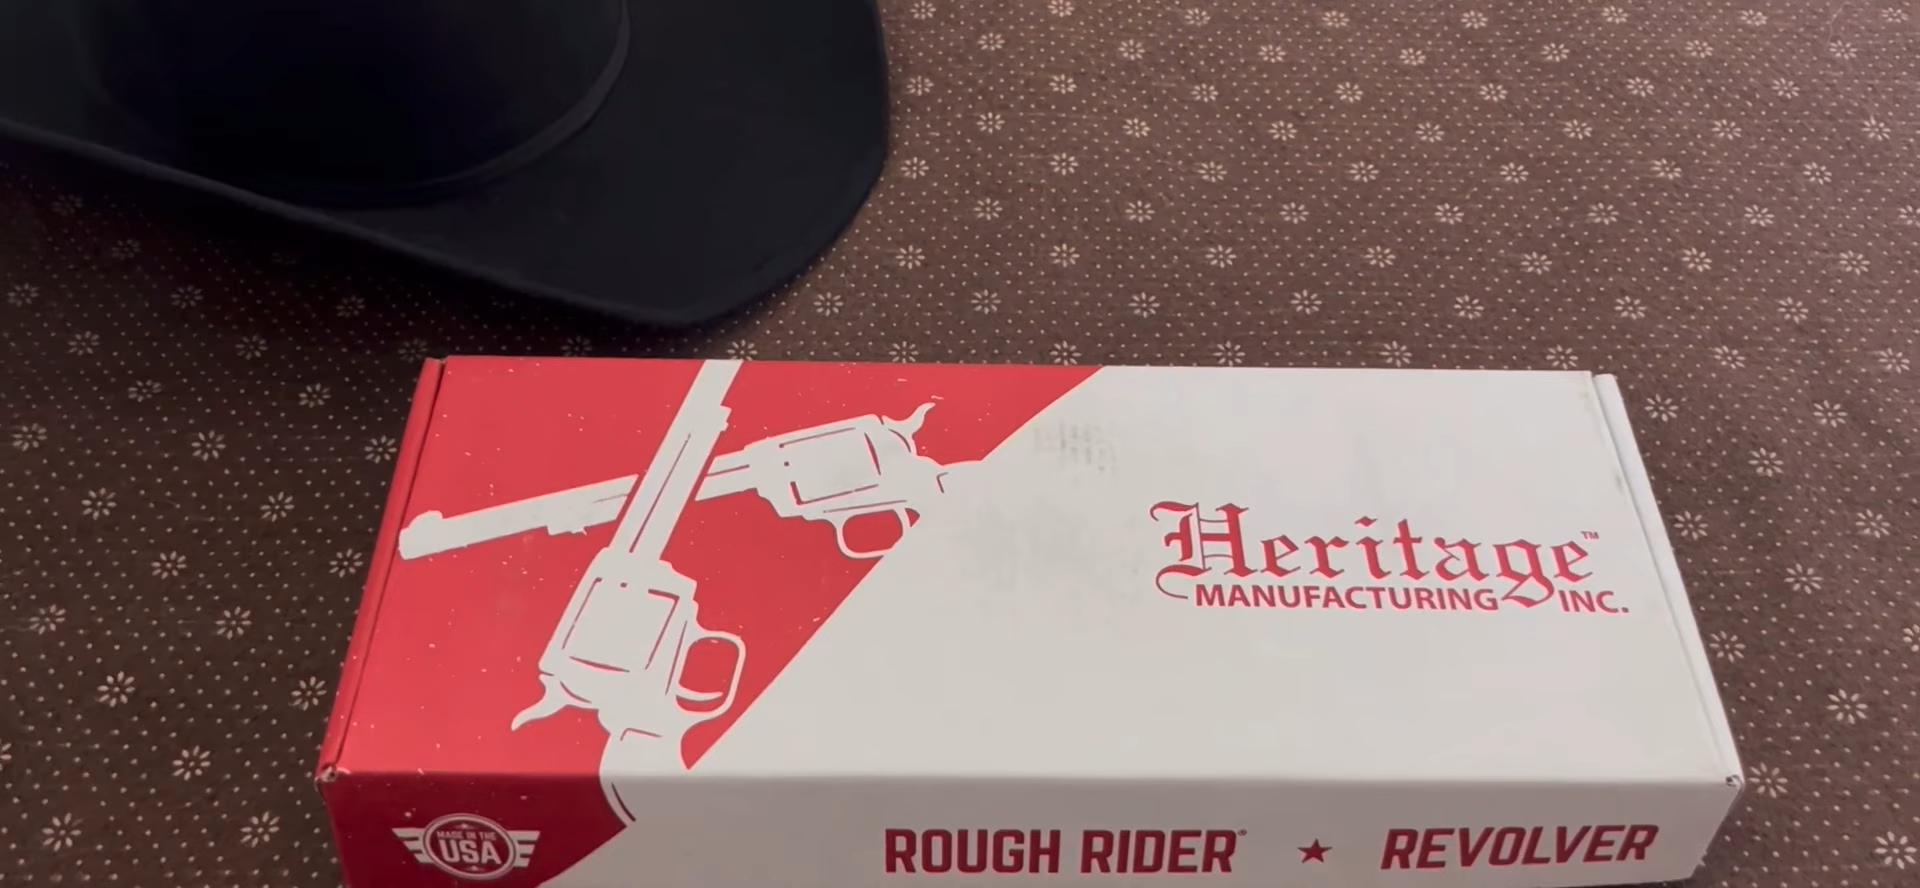 Heritage™
MANUFACTURING INC.
MADE IN THE
USA
ROUGH RIDER® ★ REVOLVER